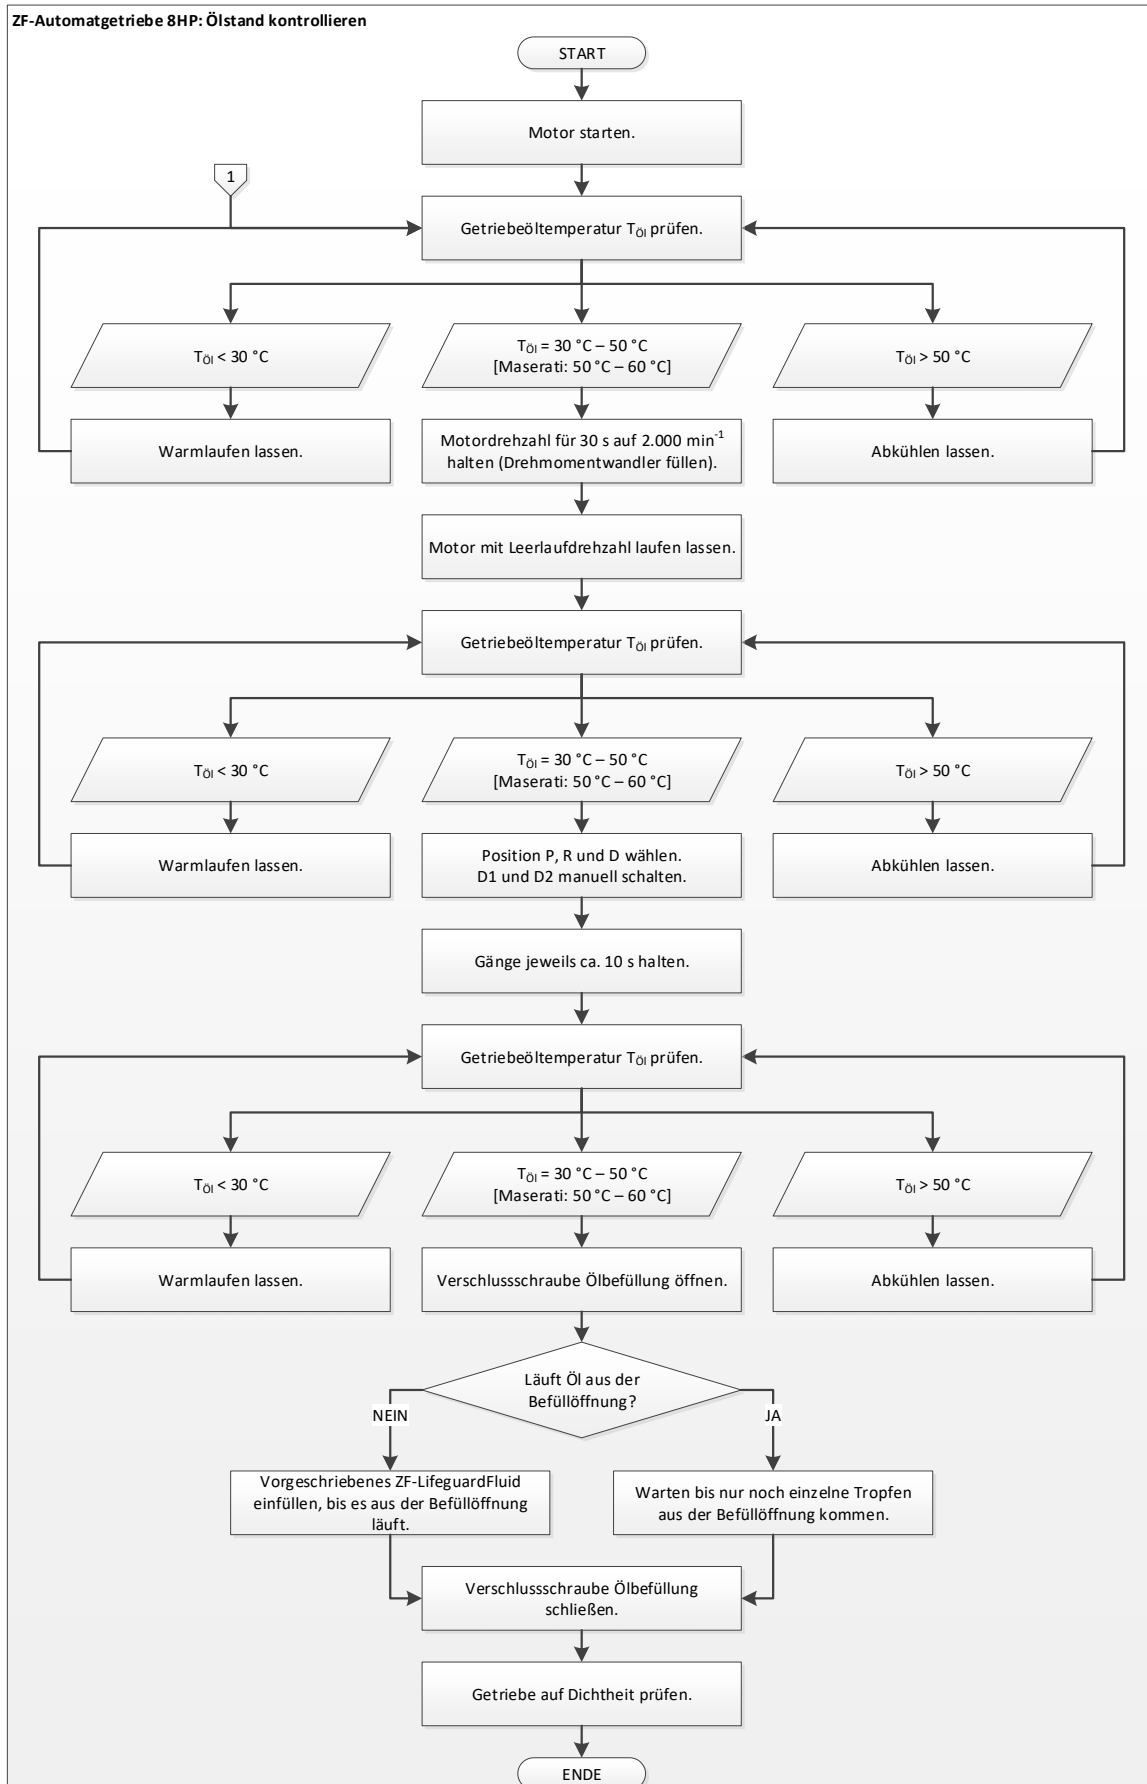 ZF-Automatgetriebe 8HP: Ölstand kontrollieren
START
Motor starten.
1
Getriebeöltemperatur TÖl prüfen.
TÖl < 30 °C
TÖl = 30 °C – 50 °C
[Maserati: 50 °C – 60 °C]
TÖl > 50 °C
Warmlaufen lassen.
Motordrehzahl für 30 s auf 2.000 min-1
halten (Drehmomentwandler füllen).
Abkühlen lassen.
Motor mit Leerlaufdrehzahl laufen lassen.
Getriebeöltemperatur TÖl prüfen.
TÖl < 30 °C
TÖl = 30 °C – 50 °C
[Maserati: 50 °C – 60 °C]
TÖl > 50 °C
Warmlaufen lassen.
Position P, R und D wählen.
D1 und D2 manuell schalten.
Abkühlen lassen.
Gänge jeweils ca. 10 s halten.
Getriebeöltemperatur TÖl prüfen.
TÖl < 30 °C
TÖl = 30 °C – 50 °C
[Maserati: 50 °C – 60 °C]
TÖl > 50 °C
Warmlaufen lassen.
Verschlussschraube Ölbefüllung öffnen.
Abkühlen lassen.
Läuft Öl aus der
Befüllöffnung?
NEIN
JA
Vorgeschriebenes ZF-LifeguardFluid
einfüllen, bis es aus der Befüllöffnung
läuft.
Warten bis nur noch einzelne Tropfen
aus der Befüllöffnung kommen.
Verschlussschraube Ölbefüllung
schließen.
Getriebe auf Dichtheit prüfen.
ENDE